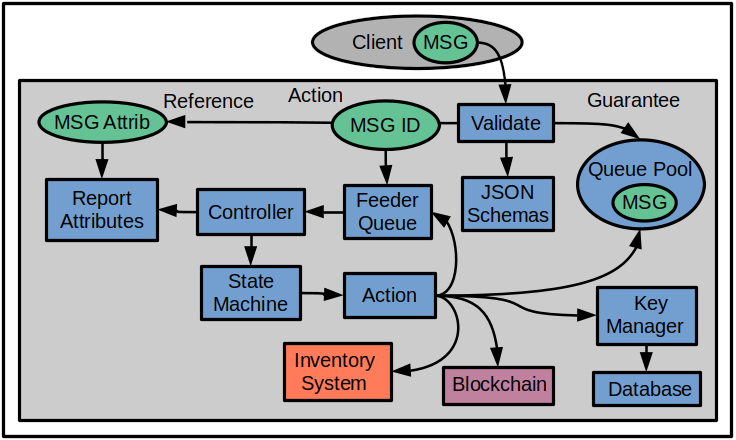 Client
MSG
Reference
Action
Guarantee
MSG Attrib
MSG ID
Validate
Queue Pool
MSG
Report
Attributes
Controller
Feeder
Queue
JSON
Schemas
State
Machine
Action
Key
Manager
Inventory
System
Blockchain
Database